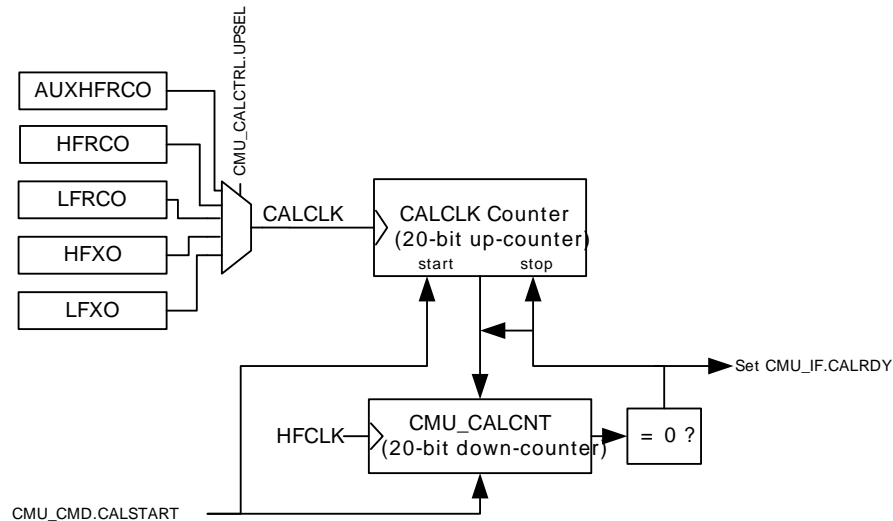 CMU_CALCTRL.UPSEL
AUXHFRCO
HFRCO
LFRCO
HFXO
LFXO
CALCLK
CALCLK Counter
(20-bit up-counter)
start
stop
Set CMU_IF.CALRDY
HFCLK
CMU_CALCNT
(20-bit down-counter)
= 0 ?
CMU_CMD.CALSTART